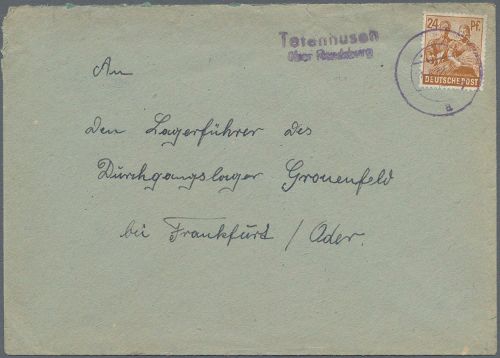 Tetenhusen
über Rendsburg
24 Pf.
DEUTSCHE POST
a
An
den Lagerführer des
Durchgangslager Gronenfeld
bei Frankfurt / Oder.